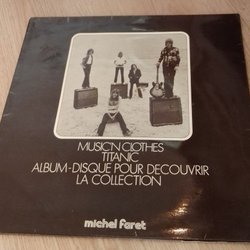 MUSIC'N CLOTHES
TITANIC
ALBUM-DISQUE POUR DECOUVRIR
LA COLLECTION
michel faret